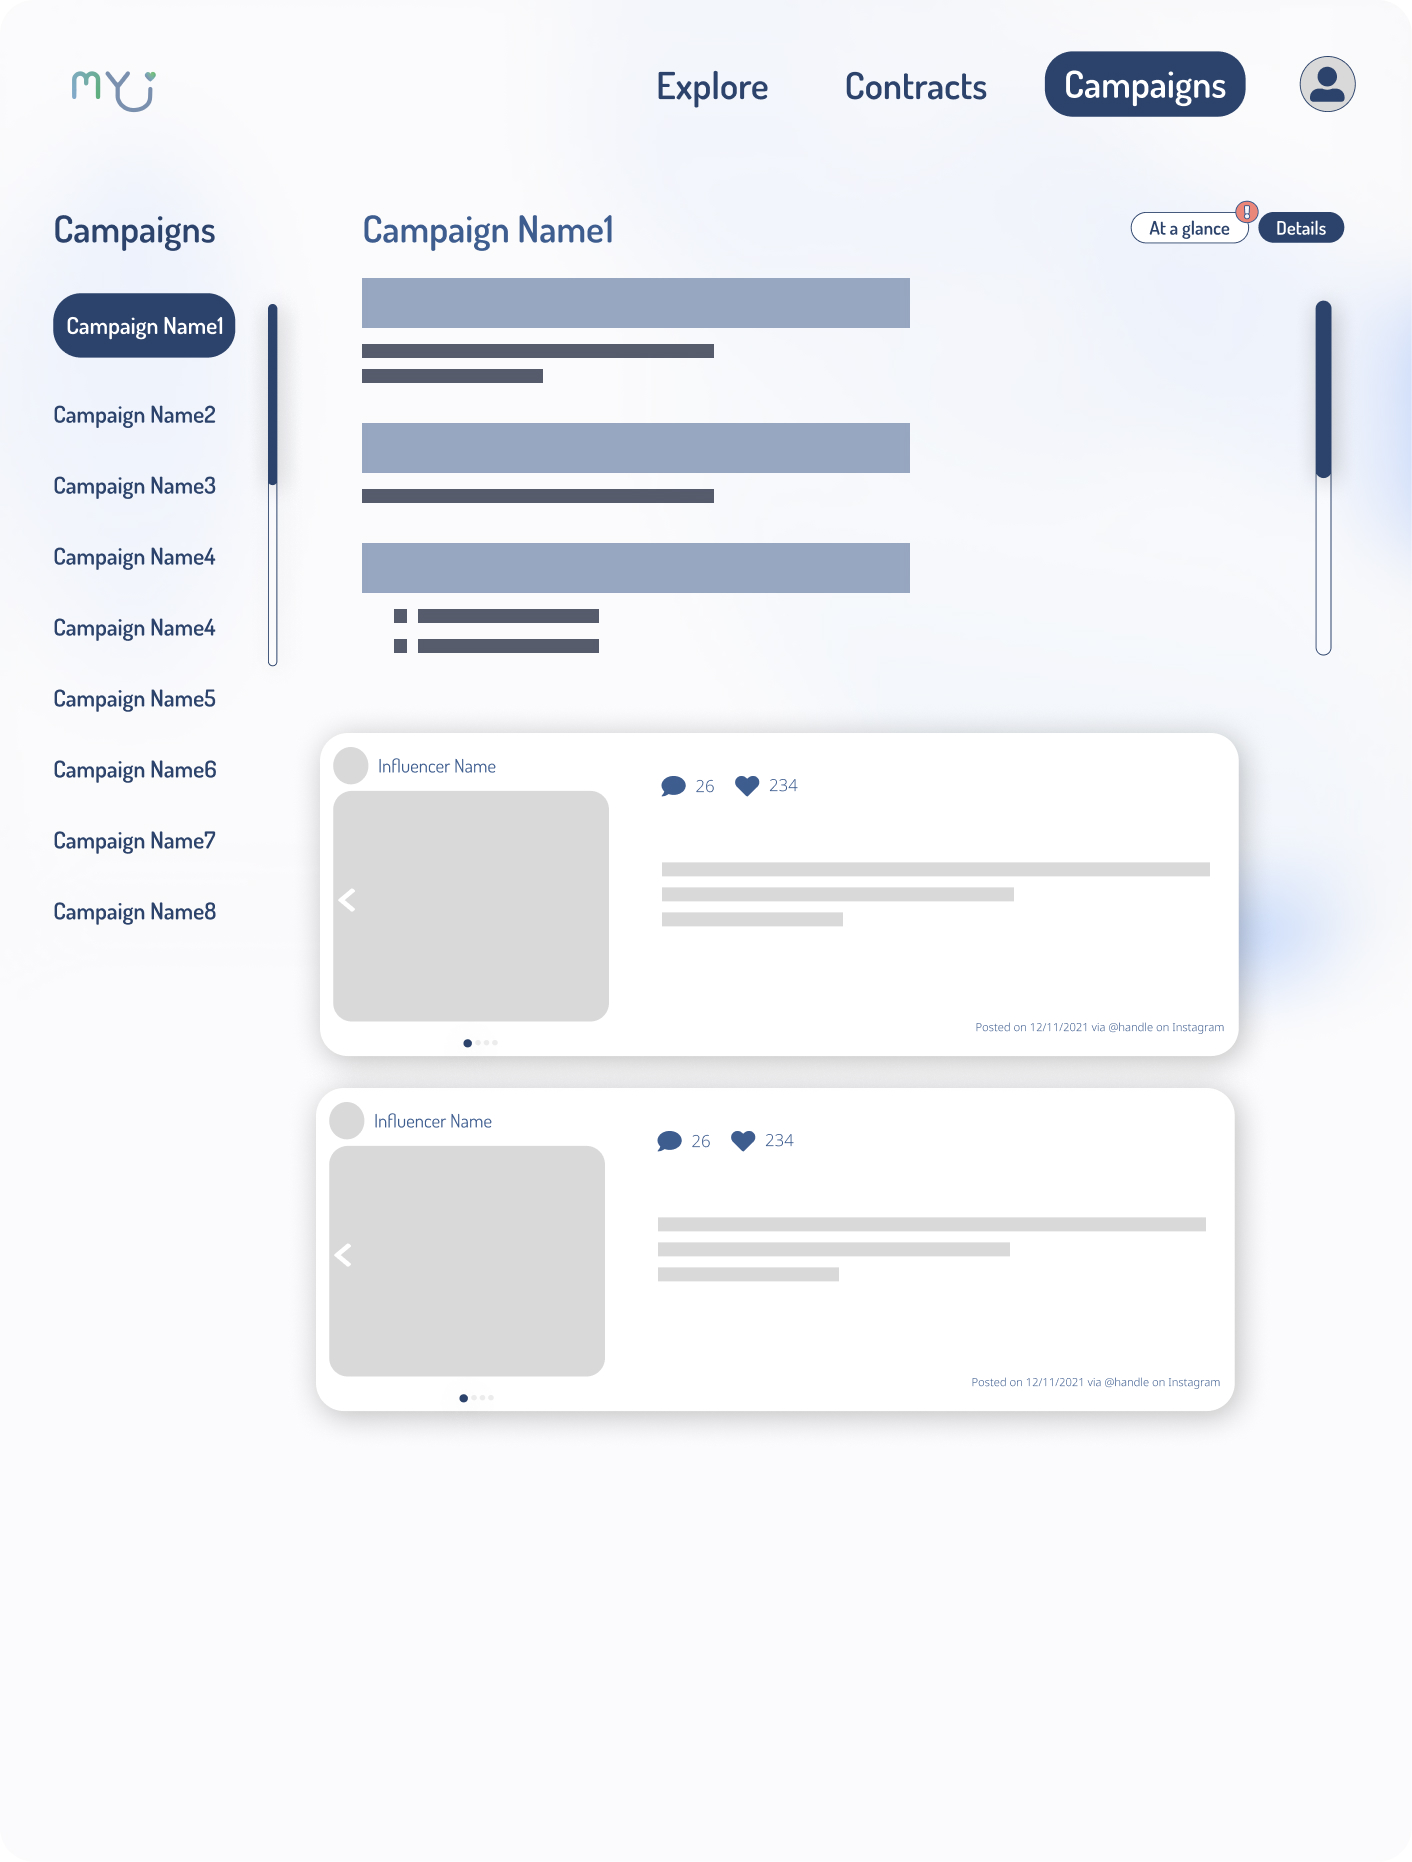 MYU
Explore
Contracts
Campaigns
Campaigns
Campaign Name1
At a glance
!
Details
Campaign Name1
Campaign Name2
Campaign Name3
Campaign Name4
Campaign Name4
Campaign Name5
Campaign Name6
Campaign Name7
Campaign Name8
Influencer Name
26
234
Posted on 12/11/2021 via @handle on Instagram
Influencer Name
26
234
Posted on 12/11/2021 via @handle on Instagram